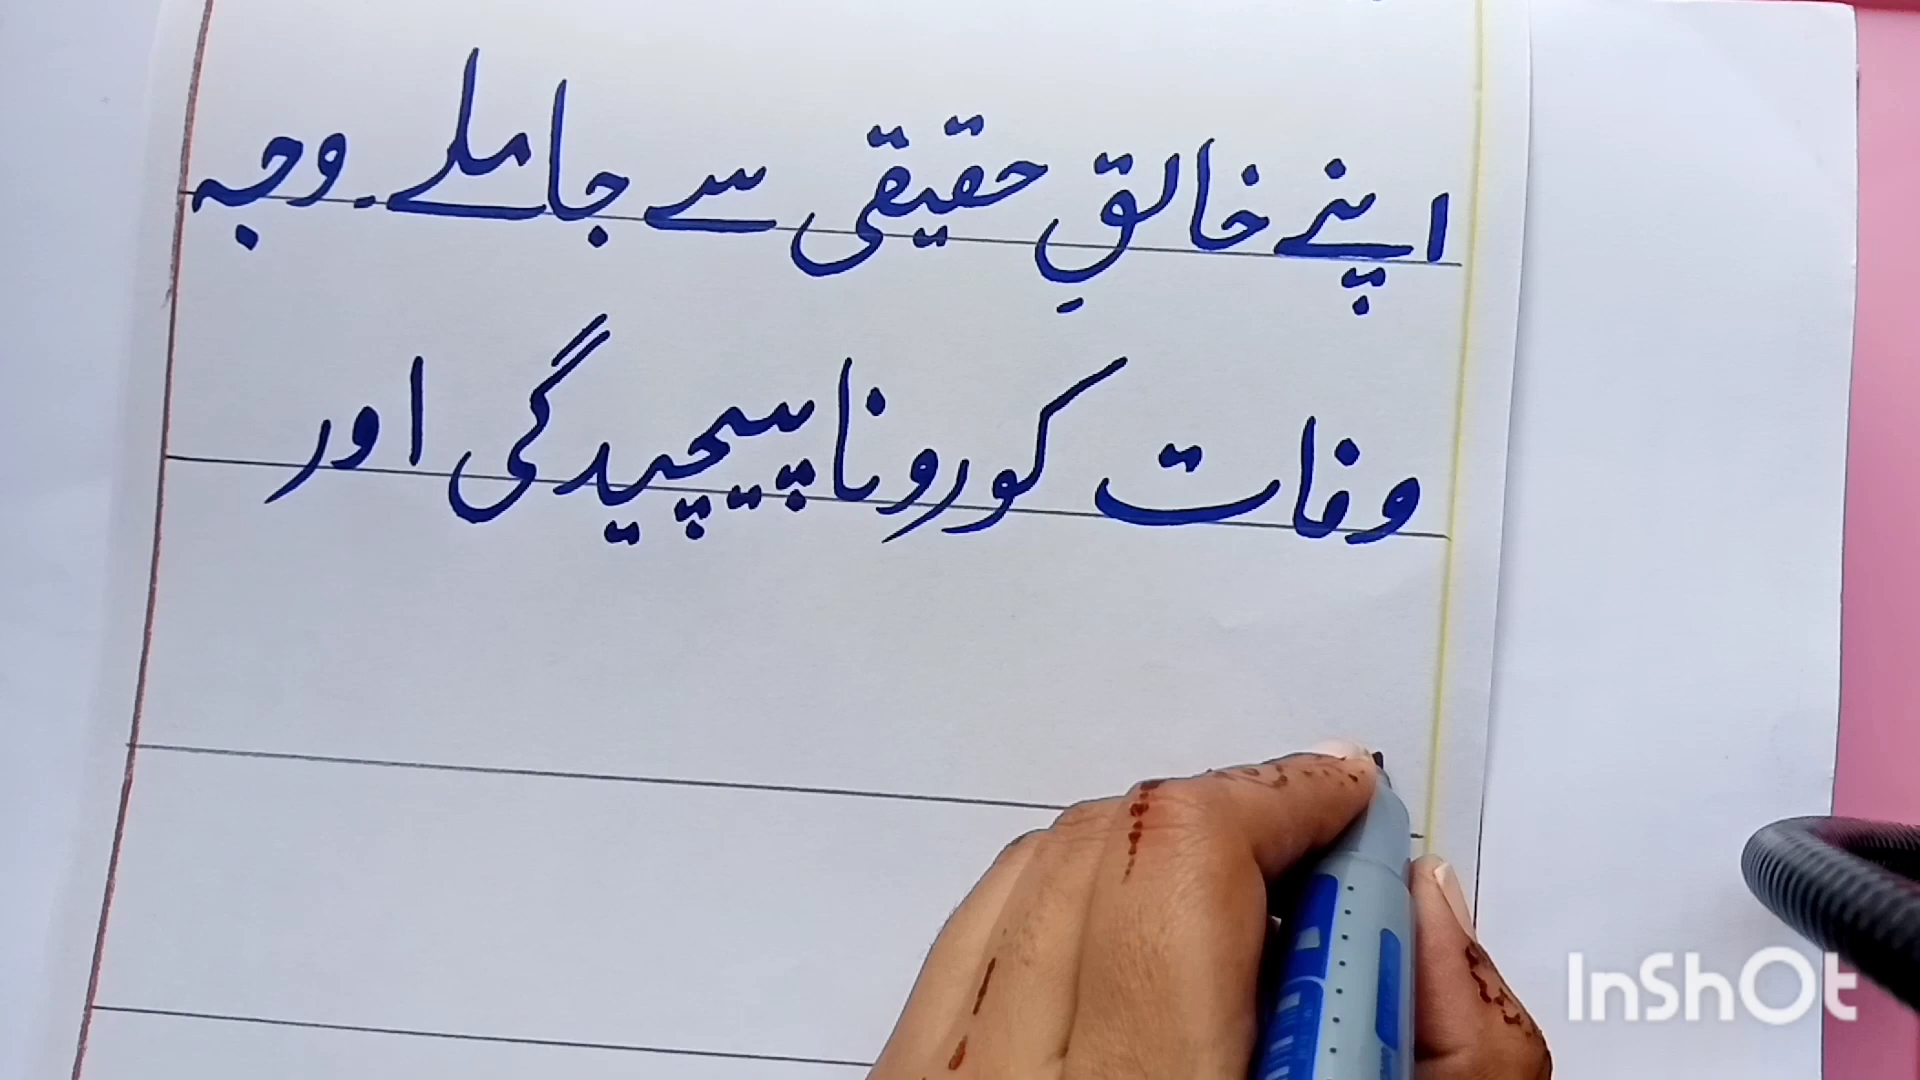 اپنے خالقِ حقیقی سے جا ملے۔ وجہ
وفات کورونا پیچیدگی اور
InShOt